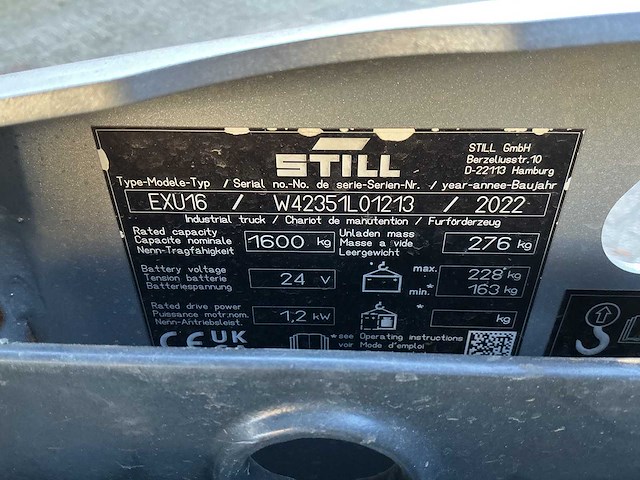 STILL
STILL GmbH
Berzeliusstr.10
D-22113 Hamburg
Type-Modele-Typ / Serial no.-No. de serie-Serien-Nr. / year-annee-Baujahr
EXU16 / W42351L01213 / 2022
Industrial truck / Chariot de manutention / Furförderzeug
Rated capacity
Capacite nominale
Nenn-Tragfähigkeit
1600 kg
Unladen mass
Masse a vide
Leergewicht
276 kg
Battery voltage
Tension batterie
Batteriespannung
24 V
max. 228 kg
min.* 163 kg
Rated drive power
Puissance motr.nom.
Nenn-Antriebsleist.
1,2 kW
* kg
CE UK
*see Operating instructions
voir Mode d'emploi